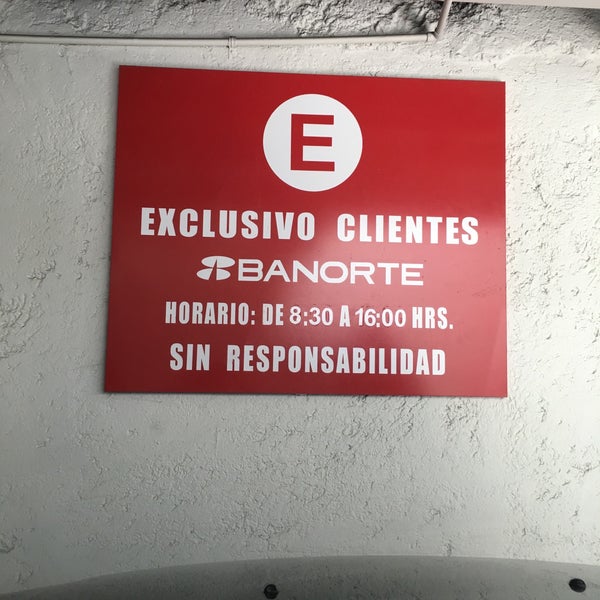 E
EXCLUSIVO CLIENTES
BANORTE
HORARIO: DE 8:30 A 16:00 HRS.
SIN RESPONSABILIDAD